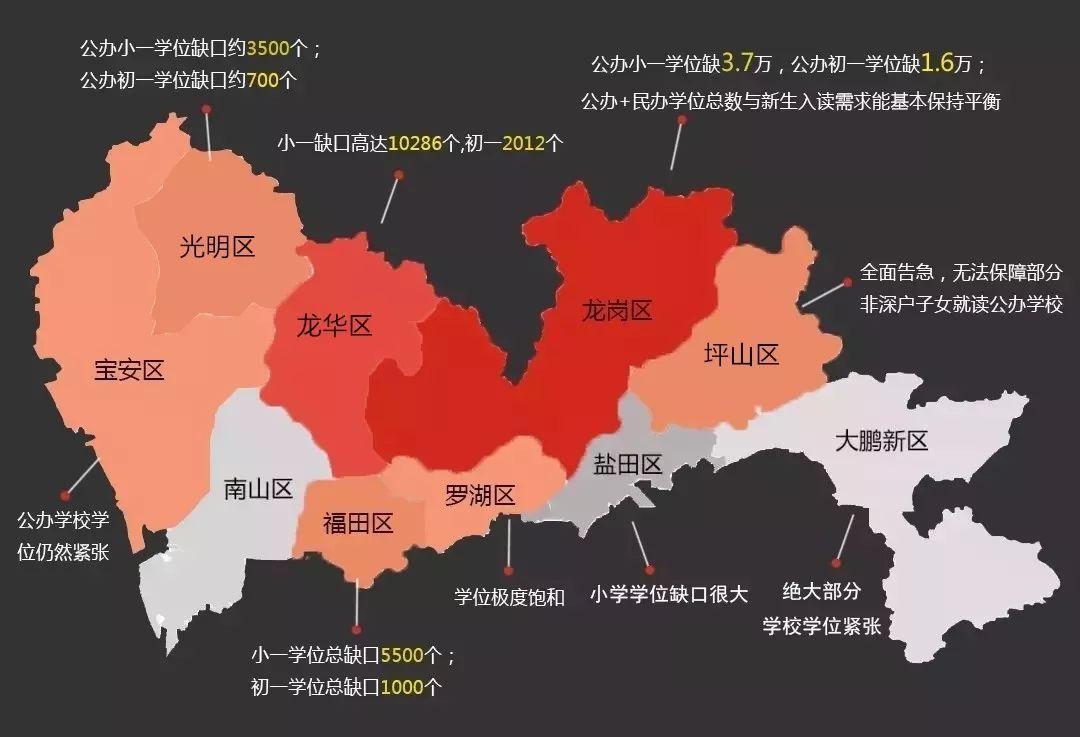 公办小一学位缺口约3500个；
公办初一学位缺口约700个
公办小一学位缺3.7万，公办初一学位缺1.6万；
公办+民办学位总数与新生入读需求能基本保持平衡
小一缺口高达10286个,初一2012个
光明区
全面告急，无法保障部分
非深户子女就读公办学校
龙华区
龙岗区
坪山区
宝安区
大鹏新区
南山区
罗湖区
盐田区
福田区
公办学校学
位仍然紧张
学位极度饱和
小学学位缺口很大
绝大部分
学校学位紧张
小一学位总缺口5500个；
初一学位总缺口1000个